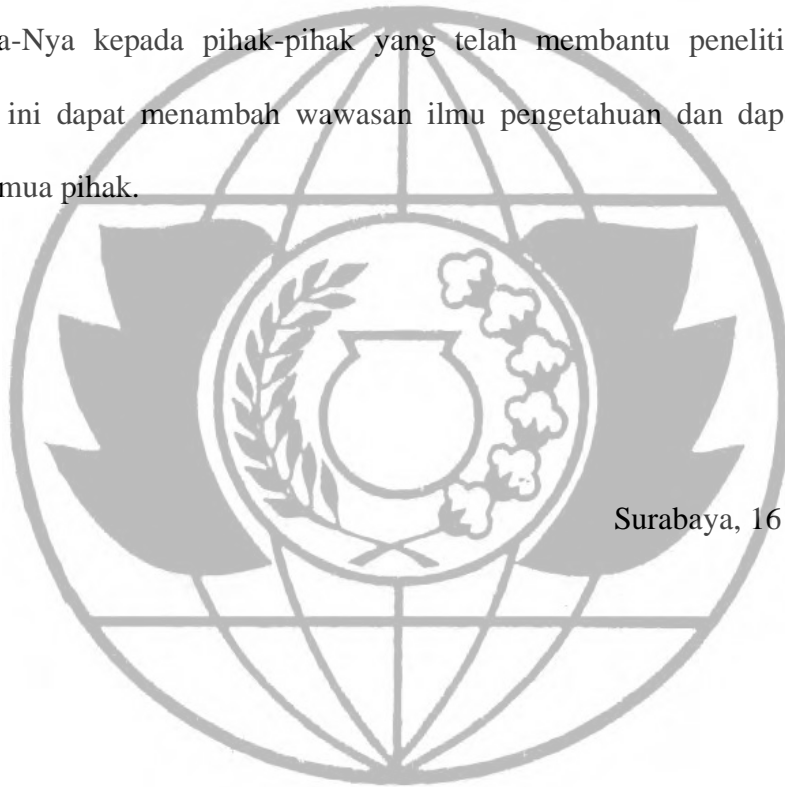 a-Nya kepada pihak-pihak yang telah membantu peneliti
ini dapat menambah wawasan ilmu pengetahuan dan dap
mua pihak.
Surabaya, 16